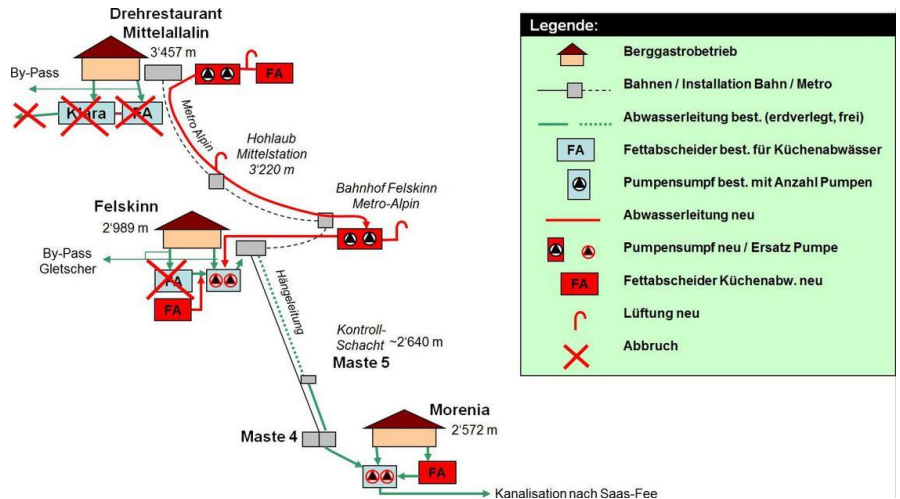 Drehrestaurant
Mittelallalin
3'457 m
By-Pass
Klara
FA
FA
Metro Alpin
Hohlaub
Mittelstation
3'220 m
Bahnhof Felskinn
Metro-Alpin
Felskinn
2'989 m
By-Pass
Gletscher
FA
FA
Hängeleitung
Kontroll-
Schacht ~2'640 m
Maste 5
Maste 4
Morenia
2'572 m
FA
Kanalisation nach Saas-Fee
Legende:
Berggastrobetrieb
Bahnen / Installation Bahn / Metro
Abwasserleitung best. (erdverlegt, frei)
FA Fettabscheider best. für Küchenabwässer
Pumpensumpf best. mit Anzahl Pumpen
Abwasserleitung neu
Pumpensumpf neu / Ersatz Pumpe
FA Fettabscheider Küchenabw. neu
Lüftung neu
Abbruch